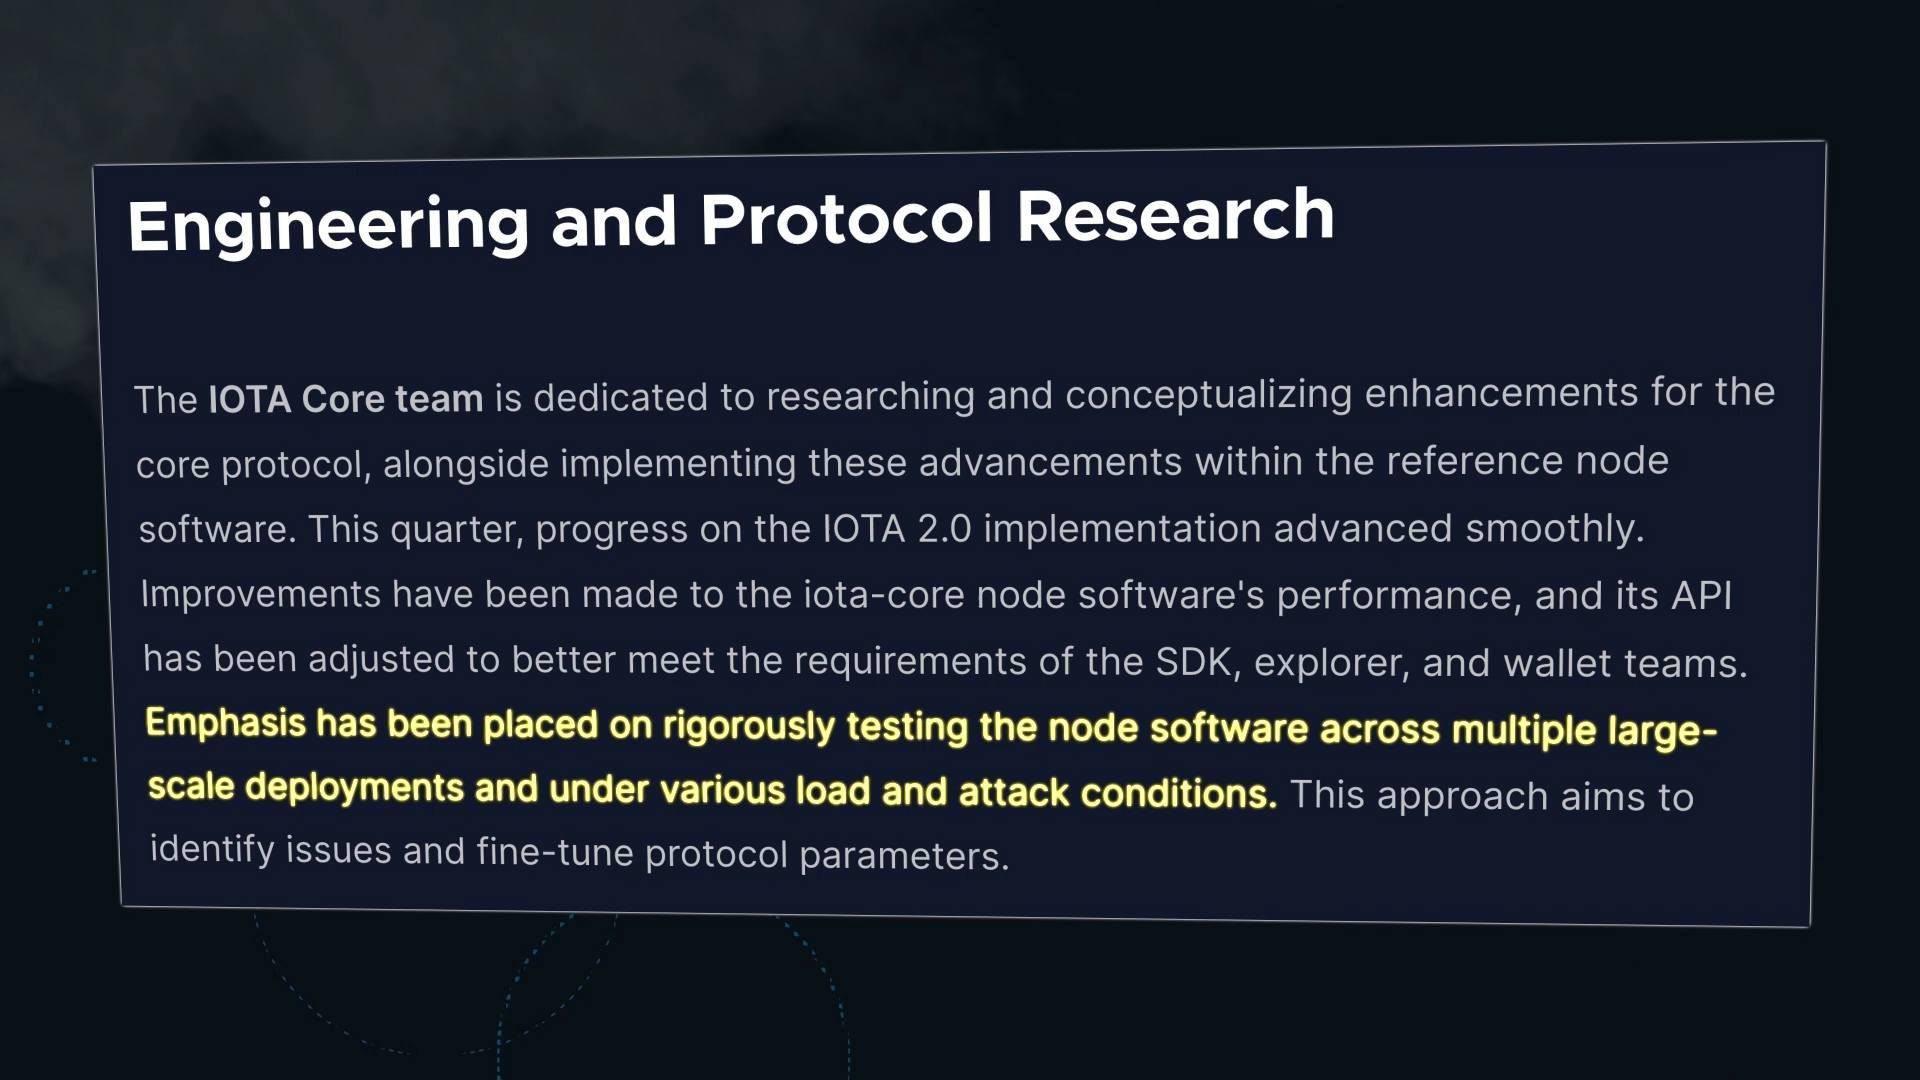 Engineering and Protocol Research
The IOTA Core team is dedicated to researching and conceptualizing enhancements for the
core protocol, alongside implementing these advancements within the reference node
software. This quarter, progress on the IOTA 2.0 implementation advanced smoothly.
Improvements have been made to the iota-core node software's performance, and its API
has been adjusted to better meet the requirements of the SDK, explorer, and wallet teams.
Emphasis has been placed on rigorously testing the node software across multiple large-
scale deployments and under various load and attack conditions. This approach aims to
identify issues and fine-tune protocol parameters.